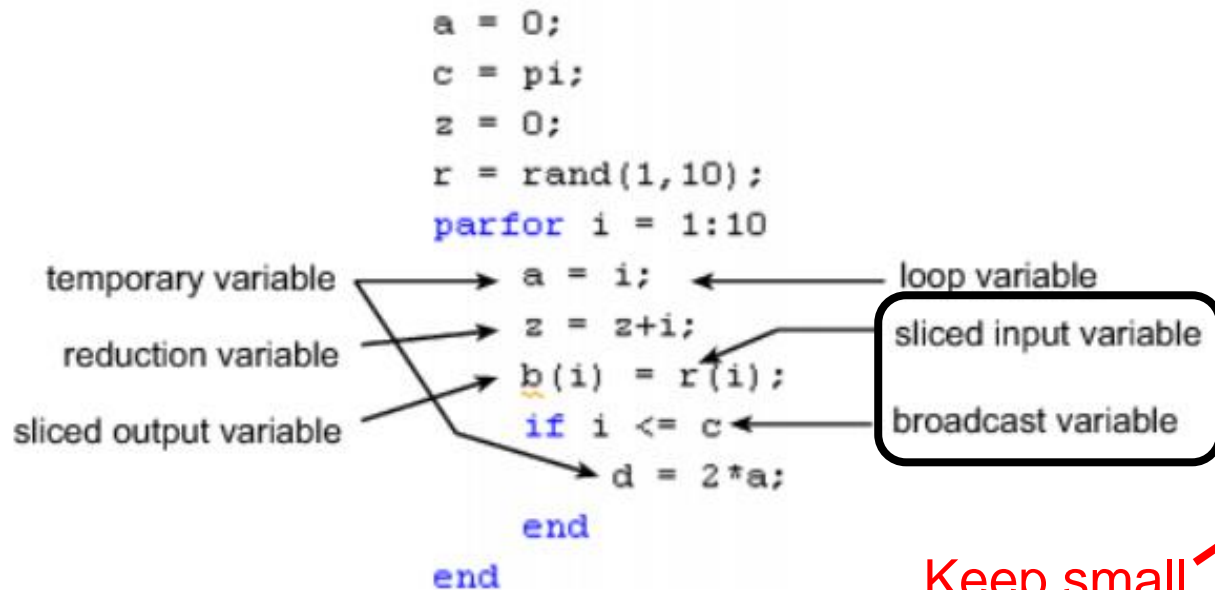 a = 0;
c = pi;
z = 0;
r = rand(1,10);
parfor i = 1:10
temporary variable a = i; loop variable
reduction variable z = z+i; sliced input variable
b(i) = r(i);
sliced output variable if i <= c broadcast variable
d = 2*a;
end
end
Keep small